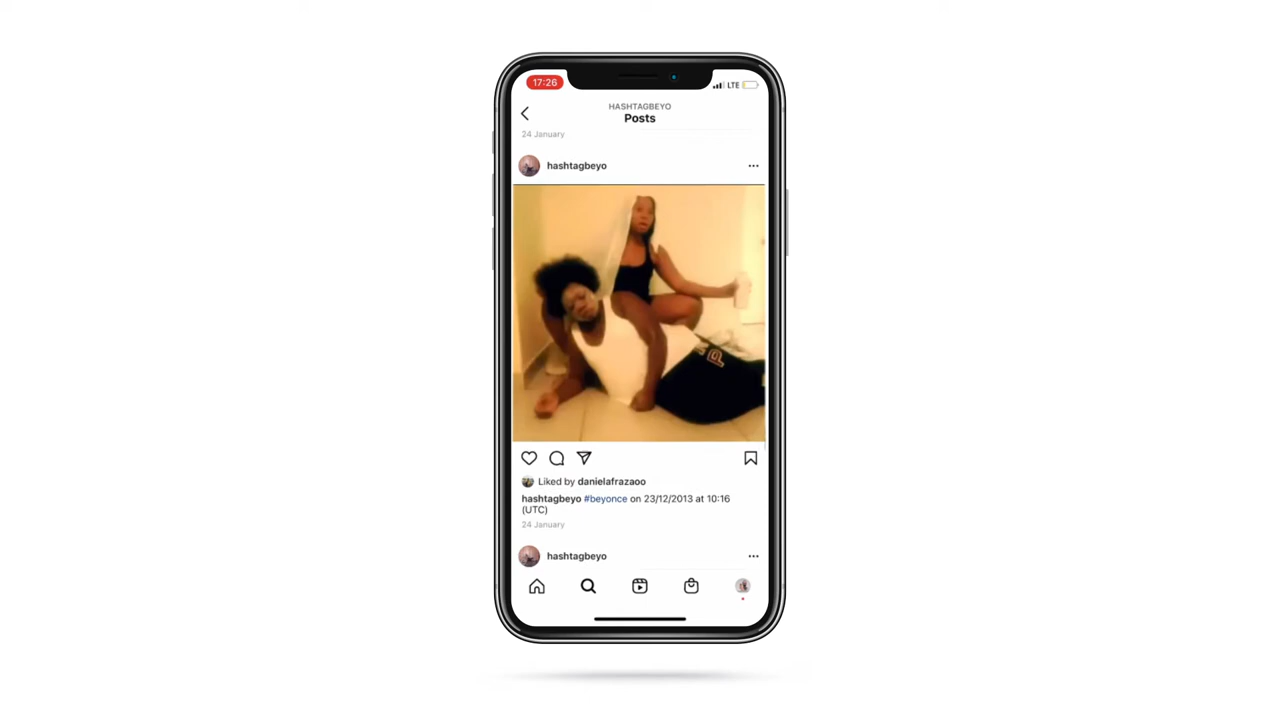 17:26
LTE
HASHTAGBEYO
Posts
24 January
hashtagbeyo
Liked by danielafrazaoo
hashtagbeyo #beyonce on 23/12/2013 at 10:16
(UTC)
24 January
hashtagbeyo